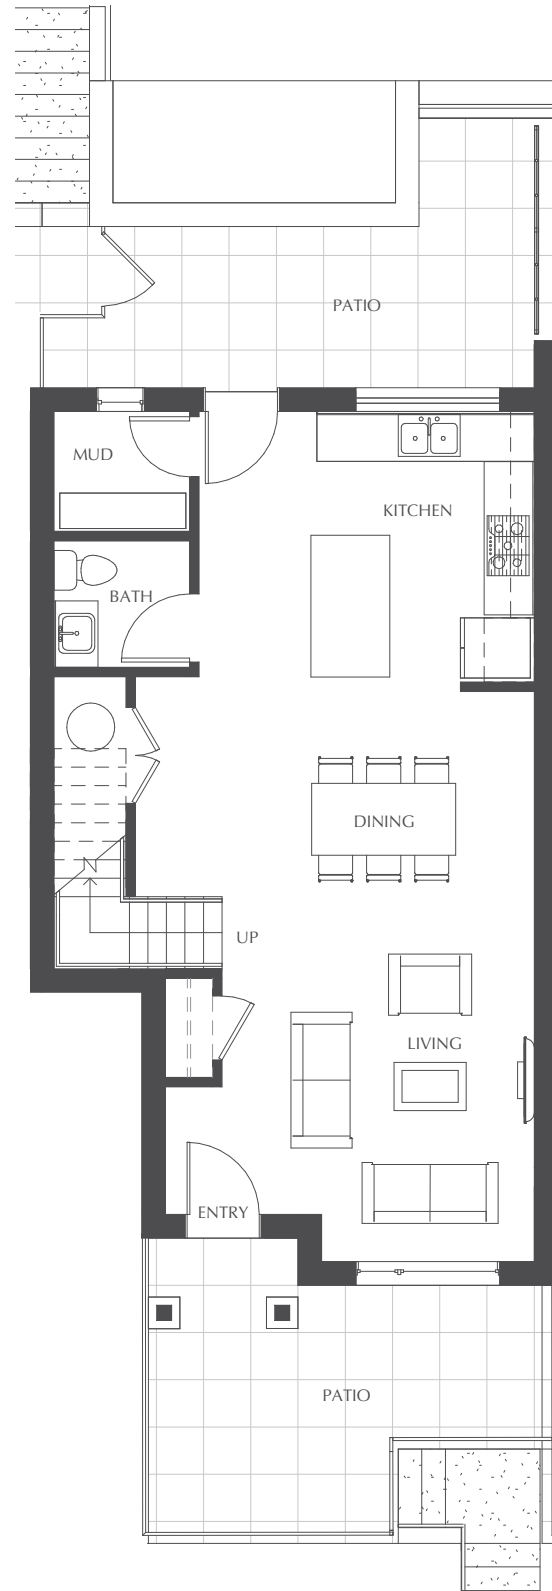 PATIO
MUD
KITCHEN
BATH
DINING
UP
LIVING
ENTRY
PATIO